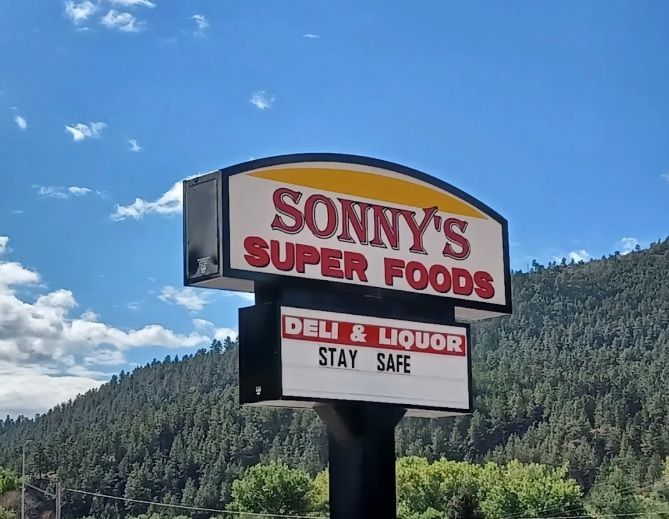 SONNY'S
SUPER FOODS
DELI & LIQUOR
STAY SAFE